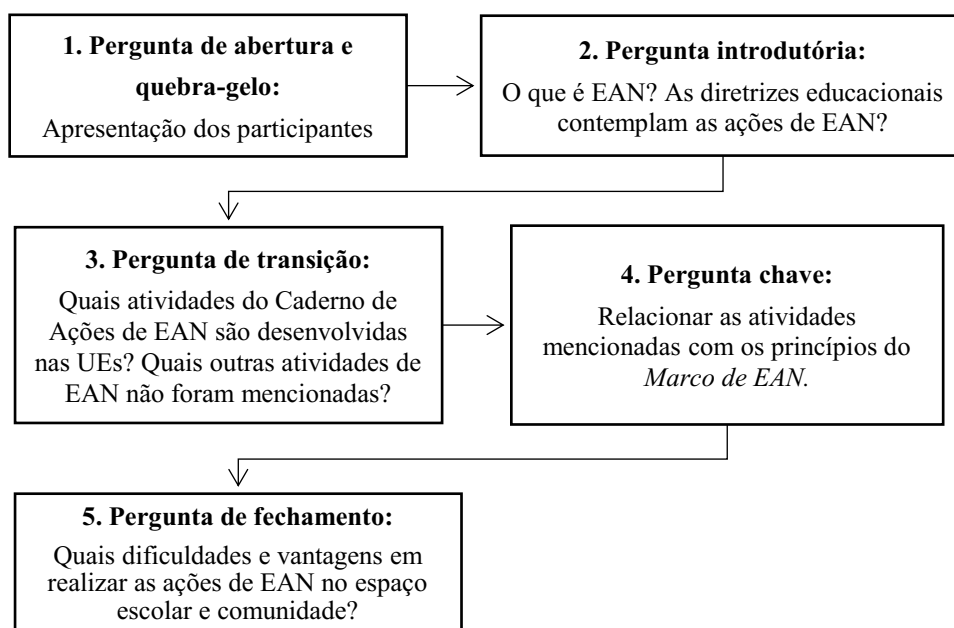 1. Pergunta de abertura e
quebra-gelo:
Apresentação dos participantes
2. Pergunta introdutória:
O que é EAN? As diretrizes educacionais
contemplam as ações de EAN?
3. Pergunta de transição:
Quais atividades do Caderno de
Ações de EAN são desenvolvidas
nas UEs? Quais outras atividades de
EAN não foram mencionadas?
4. Pergunta chave:
Relacionar as atividades
mencionadas com os princípios do
Marco de EAN.
5. Pergunta de fechamento:
Quais dificuldades e vantagens em
realizar as ações de EAN no espaço
escolar e comunidade?